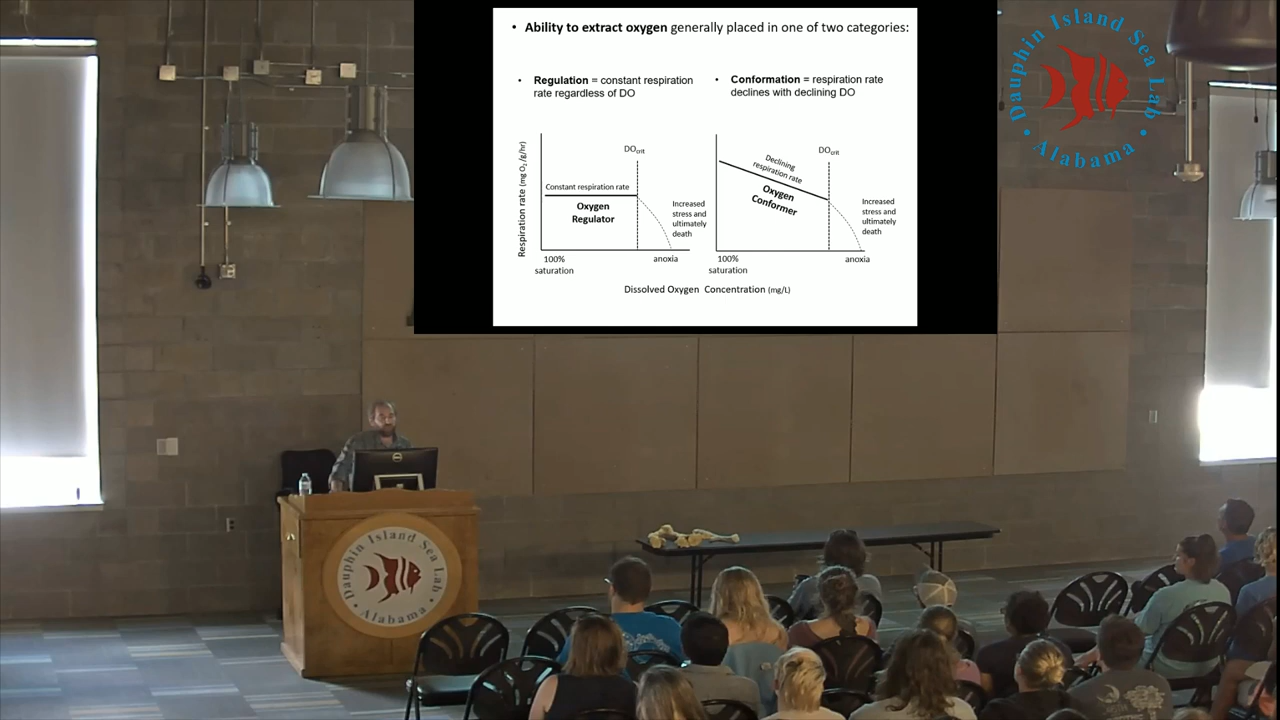 • Ability to extract oxygen generally placed in one of two categories:
• Regulation = constant respiration
rate regardless of DO
• Conformation = respiration rate
declines with declining DO
Respiration rate (mg O2/g/hr)
DOcrit
Constant respiration rate
Oxygen
Regulator
Increased
stress and
ultimately
death
100%
saturation
anoxia
DOcrit
Declining
respiration rate
Oxygen
Conformer
Increased
stress and
ultimately
death
100%
saturation
anoxia
Dissolved Oxygen Concentration (mg/L)
Dauphin Island Sea Lab
• Alabama •
DELL
Dauphin Island Sea Lab
• Alabama •